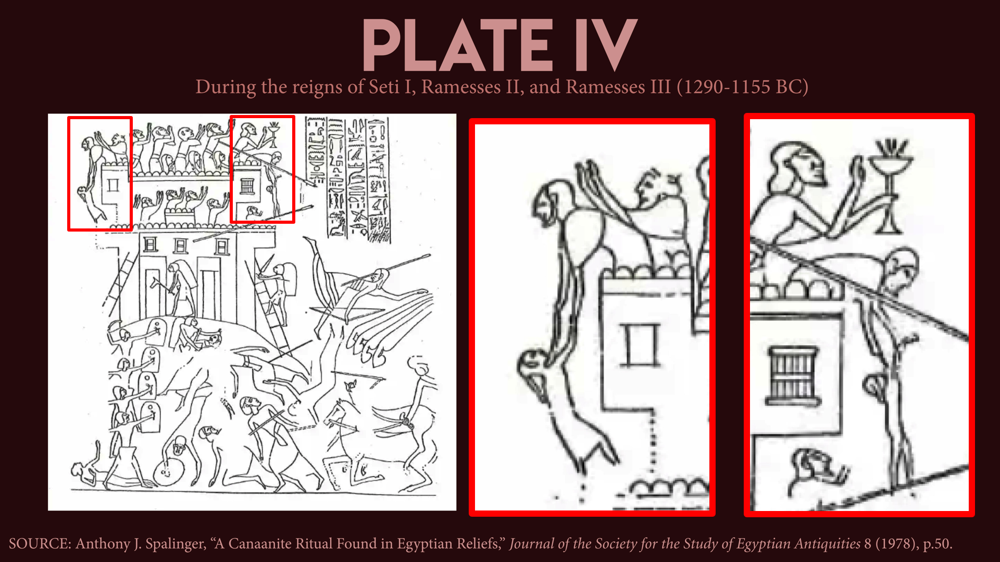 PLATE IV
During the reigns of Seti I, Ramesses II, and Ramesses III (1290-1155 BC)
SOURCE: Anthony J. Spalinger, “A Canaanite Ritual Found in Egyptian Reliefs,” Journal of the Society for the Study of Egyptian Antiquities 8 (1978), p.50.